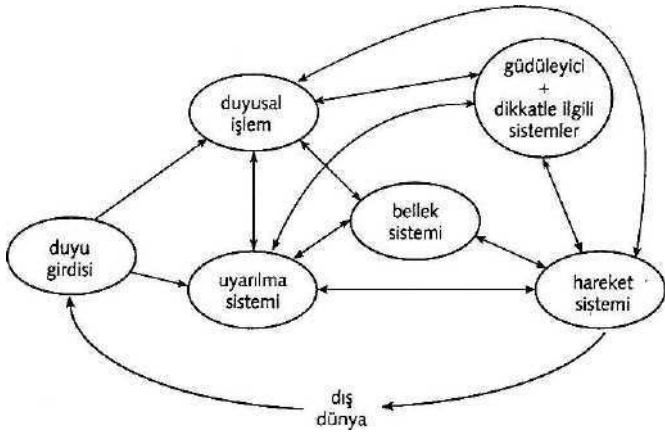 güdüleyici
+
dikkatle ilgili
sistemler
duyusal
işlem
bellek
sistemi
duyu
girdisi
uyarılma
sistemi
hareket
sistemi
dış
dünya